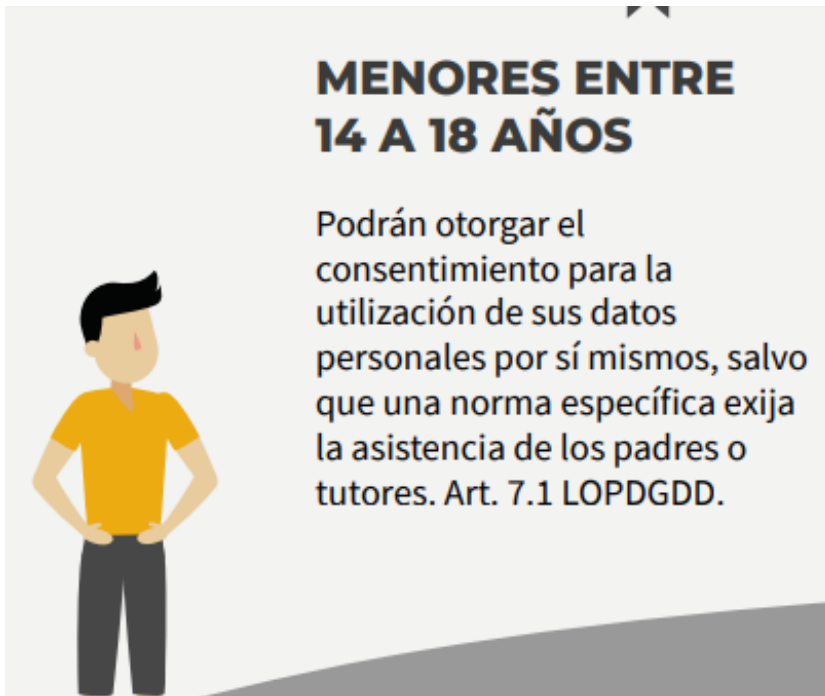 MENORES ENTRE
14 A 18 AÑOS
Podrán otorgar el
consentimiento para la
utilización de sus datos
personales por sí mismos, salvo
que una norma específica exija
la asistencia de los padres o
tutores. Art. 7.1 LOPDGDD.